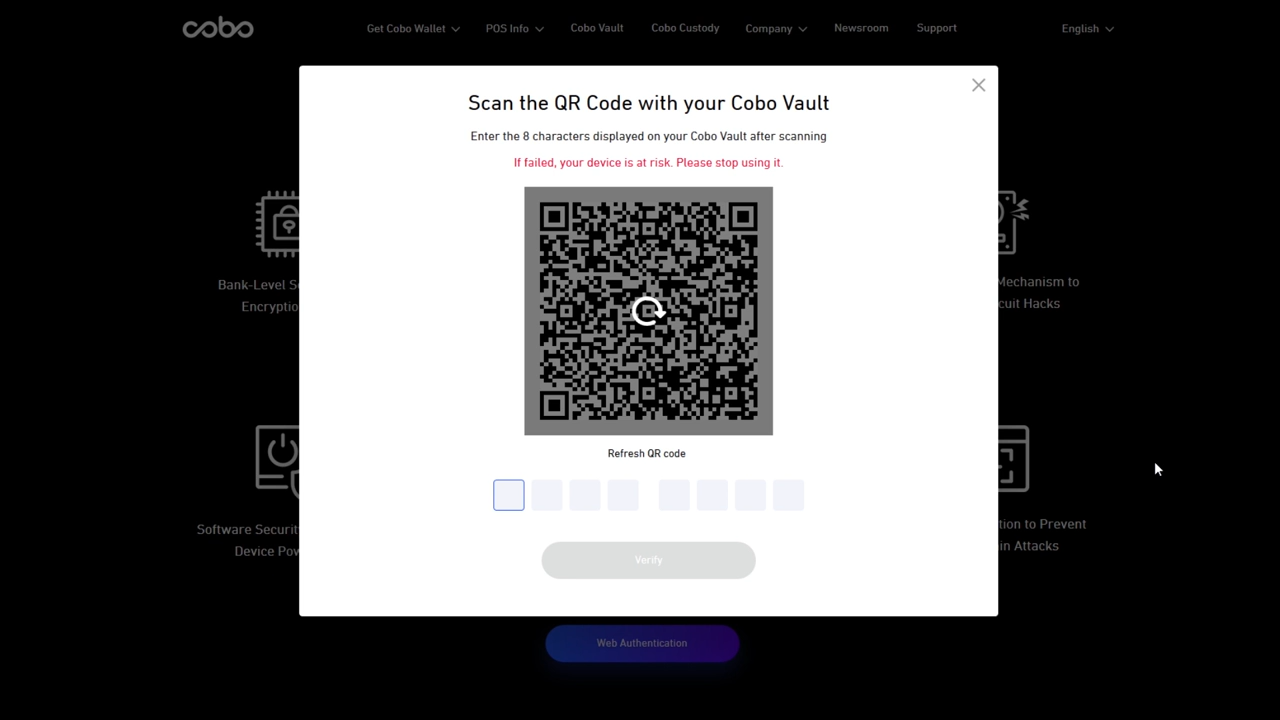 cobo
Get Cobo Wallet
POS Info
Cobo Vault
Cobo Custody
Company
Newsroom
Support
English
Scan the QR Code with your Cobo Vault
Enter the 8 characters displayed on your Cobo Vault after scanning
If failed, your device is at risk. Please stop using it.
Bank-Level Se
Encryptio
Mechanism to
cuit Hacks
Refresh QR code
Software Securit
Device Pow
tion to Prevent
in Attacks
Verify
Web Authentication